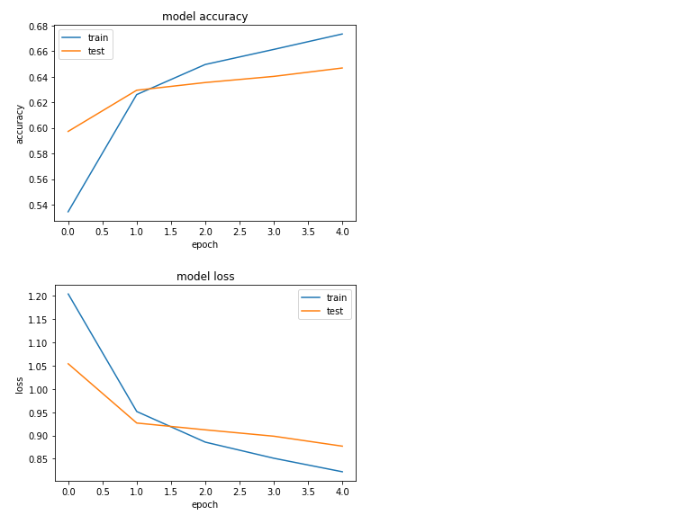 model accuracy
0.68
0.66
0.64
0.62
0.60
0.58
0.56
0.54
accuracy
train
test
0.0 0.5 1.0 1.5 2.0 2.5 3.0 3.5 4.0
epoch
model loss
1.20
1.15
1.10
1.05
1.00
0.95
0.90
0.85
loss
train
test
0.0 0.5 1.0 1.5 2.0 2.5 3.0 3.5 4.0
epoch